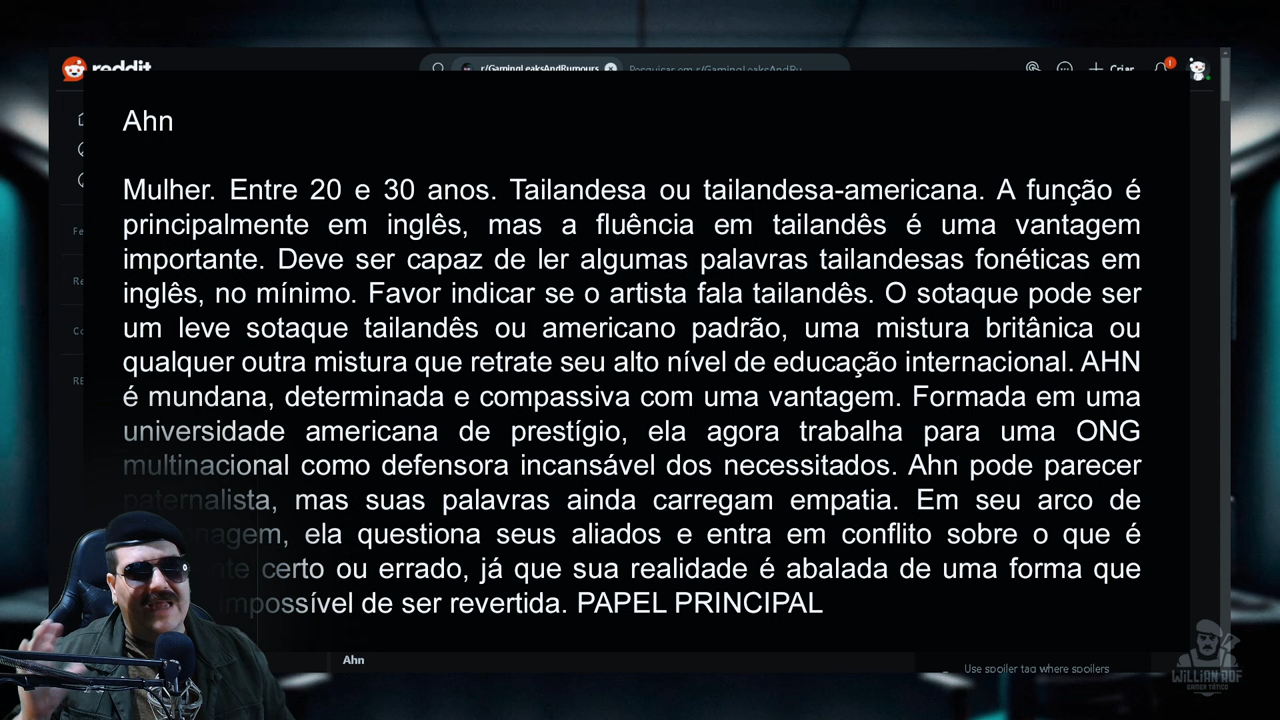 reddit
r/GamingLeaksAndRumours
Pesquisar em r/GamingLeaksAndRu
Criar
Ahn
Mulher. Entre 20 e 30 anos. Tailandesa ou tailandesa-americana. A função é
principalmente em inglês, mas a fluência em tailandês é uma vantagem
importante. Deve ser capaz de ler algumas palavras tailandesas fonéticas em
inglês, no mínimo. Favor indicar se o artista fala tailandês. O sotaque pode ser
um leve sotaque tailandês ou americano padrão, uma mistura britânica ou
qualquer outra mistura que retrate seu alto nível de educação internacional. AHN
é mundana, determinada e compassiva com uma vantagem. Formada em uma
universidade americana de prestígio, ela agora trabalha para uma ONG
multinacional como defensora incansável dos necessitados. Ahn pode parecer
paternalista, mas suas palavras ainda carregam empatia. Em seu arco de
ela questiona seus aliados e entra em conflito sobre o que é
certo ou errado, já que sua realidade é abalada de uma forma que
impossível de ser revertida. PAPEL PRINCIPAL
Ahn
Use spoiler tag where spoilers
WILLIAN ROF
GAMER TÁTICO